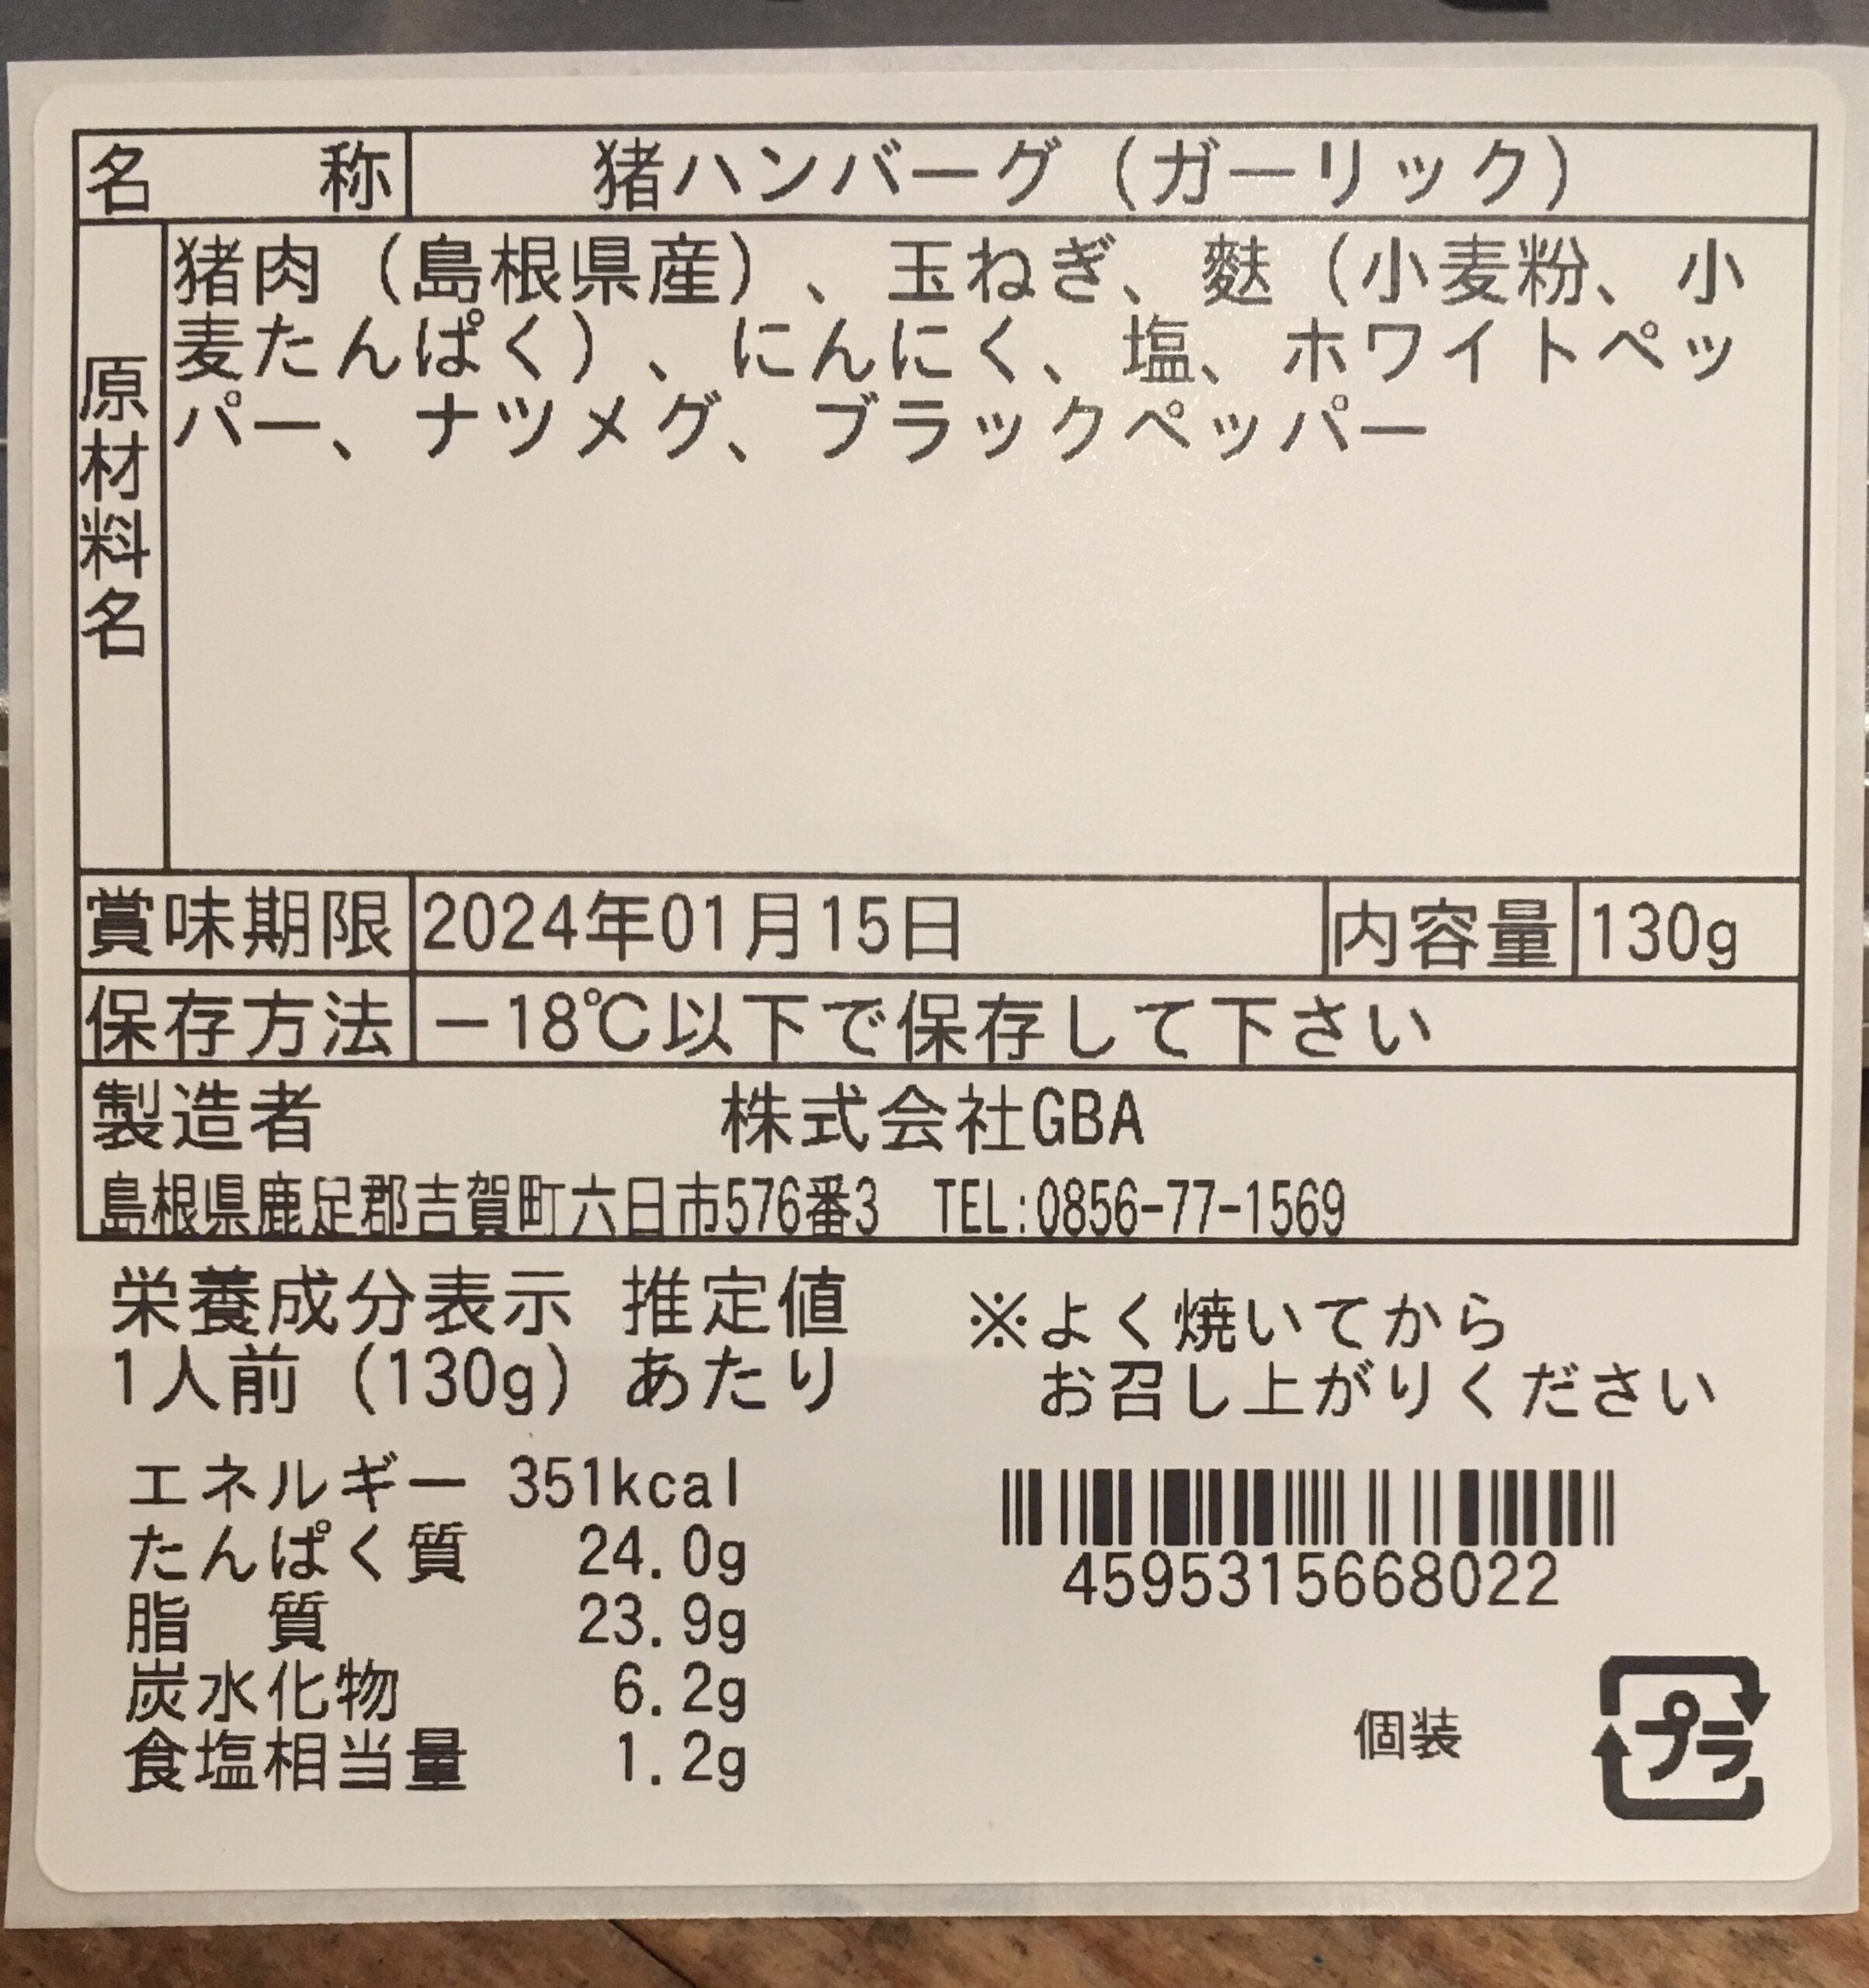 名称 猪ハンバーグ（ガーリック）
原材料名
猪肉（島根県産）、玉ねぎ、麩（小麦粉、小
麦たんぱく）、にんにく、塩、ホワイトペッ
パー、ナツメグ、ブラックペッパー
賞味期限 2024年01月15日 内容量 130g
保存方法 －18℃以下で保存して下さい
製造者 株式会社GBA
島根県鹿足郡吉賀町六日市576番3 TEL:0856-77-1569
栄養成分表示 推定値
1人前（130g）あたり
エネルギー 351kcal
たんぱく質 24.0g
脂質 23.9g
炭水化物 6.2g
食塩相当量 1.2g
※よく焼いてから
お召し上がりください
4595315668022
個装 プラ